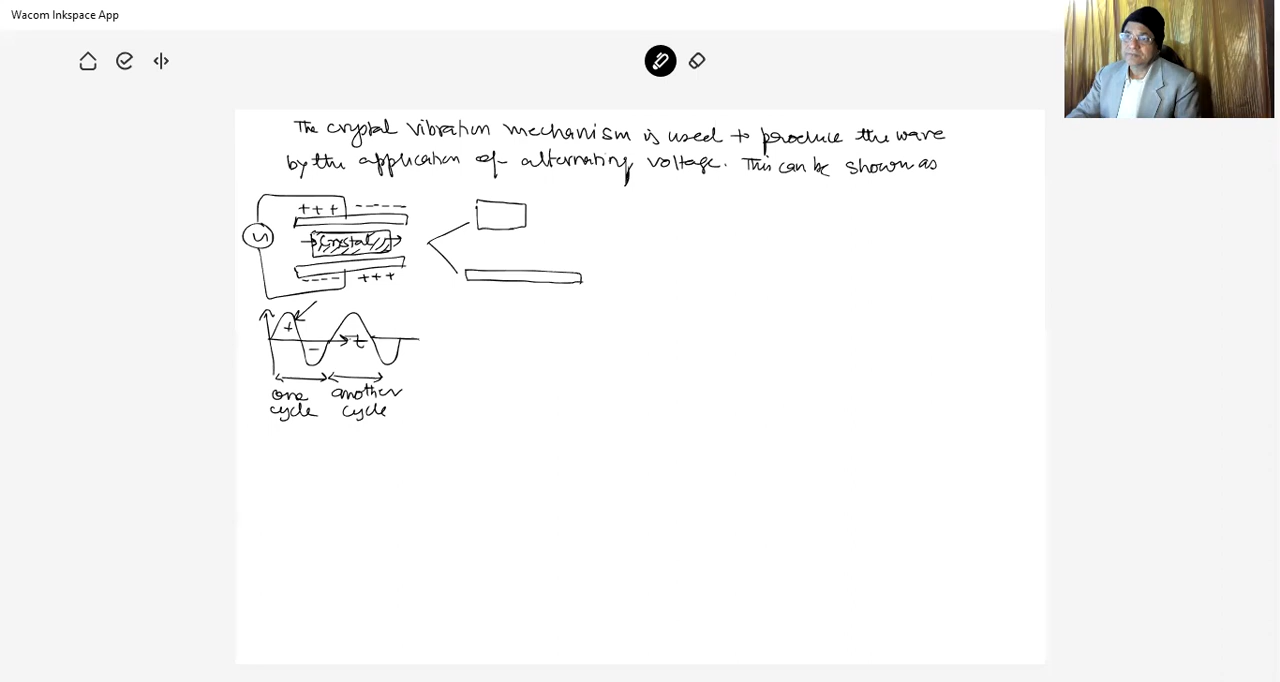 Wacom Inkspace App
The crystal vibration mechanism is used to produce the wave
by the application of alternating voltage. This can be shown as
+++ -----
Crystal
---- +++
+
-
t
one another
cycle cycle